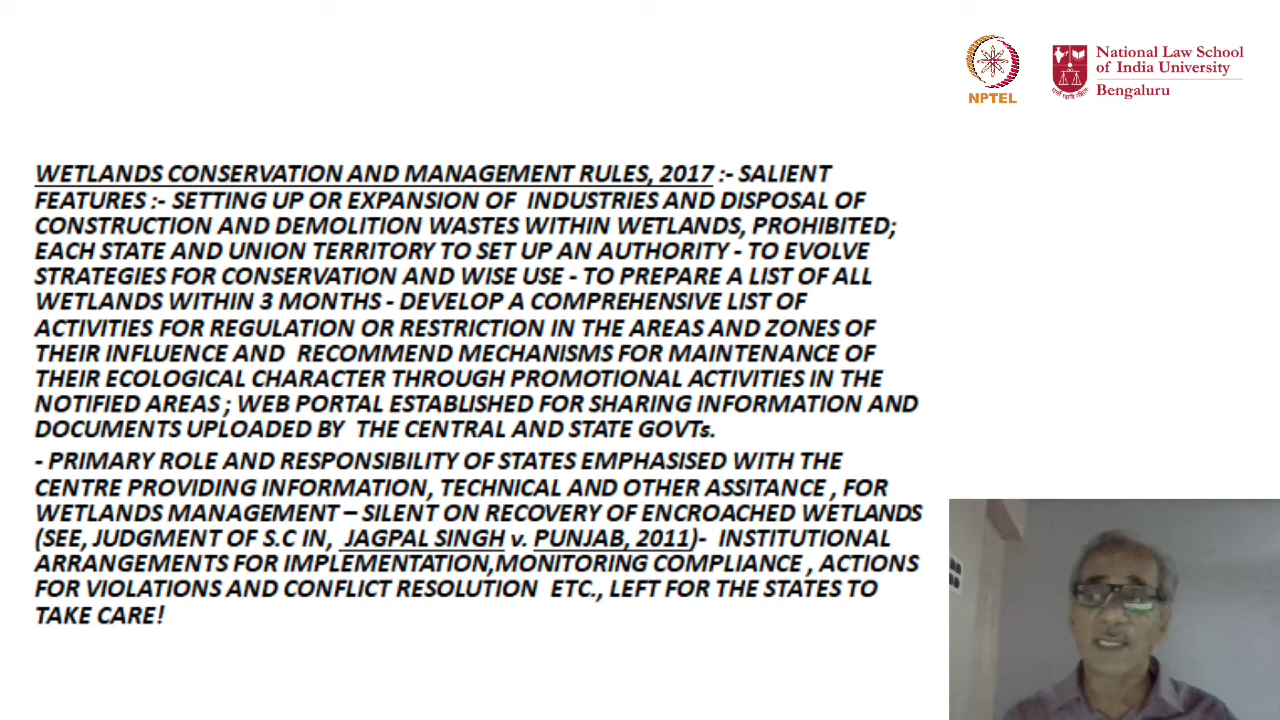 NPTEL
National Law School
of India University
Bengaluru
WETLANDS CONSERVATION AND MANAGEMENT RULES, 2017 :- SALIENT
FEATURES :- SETTING UP OR EXPANSION OF INDUSTRIES AND DISPOSAL OF
CONSTRUCTION AND DEMOLITION WASTES WITHIN WETLANDS, PROHIBITED;
EACH STATE AND UNION TERRITORY TO SET UP AN AUTHORITY - TO EVOLVE
STRATEGIES FOR CONSERVATION AND WISE USE - TO PREPARE A LIST OF ALL
WETLANDS WITHIN 3 MONTHS - DEVELOP A COMPREHENSIVE LIST OF
ACTIVITIES FOR REGULATION OR RESTRICTION IN THE AREAS AND ZONES OF
THEIR INFLUENCE AND RECOMMEND MECHANISMS FOR MAINTENANCE OF
THEIR ECOLOGICAL CHARACTER THROUGH PROMOTIONAL ACTIVITIES IN THE
NOTIFIED AREAS ; WEB PORTAL ESTABLISHED FOR SHARING INFORMATION AND
DOCUMENTS UPLOADED BY THE CENTRAL AND STATE GOVTs.
- PRIMARY ROLE AND RESPONSIBILITY OF STATES EMPHASISED WITH THE
CENTRE PROVIDING INFORMATION, TECHNICAL AND OTHER ASSITANCE , FOR
WETLANDS MANAGEMENT – SILENT ON RECOVERY OF ENCROACHED WETLANDS
(SEE, JUDGMENT OF S.C IN, JAGPAL SINGH v. PUNJAB, 2011)- INSTITUTIONAL
ARRANGEMENTS FOR IMPLEMENTATION,MONITORING COMPLIANCE , ACTIONS
FOR VIOLATIONS AND CONFLICT RESOLUTION ETC., LEFT FOR THE STATES TO
TAKE CARE!